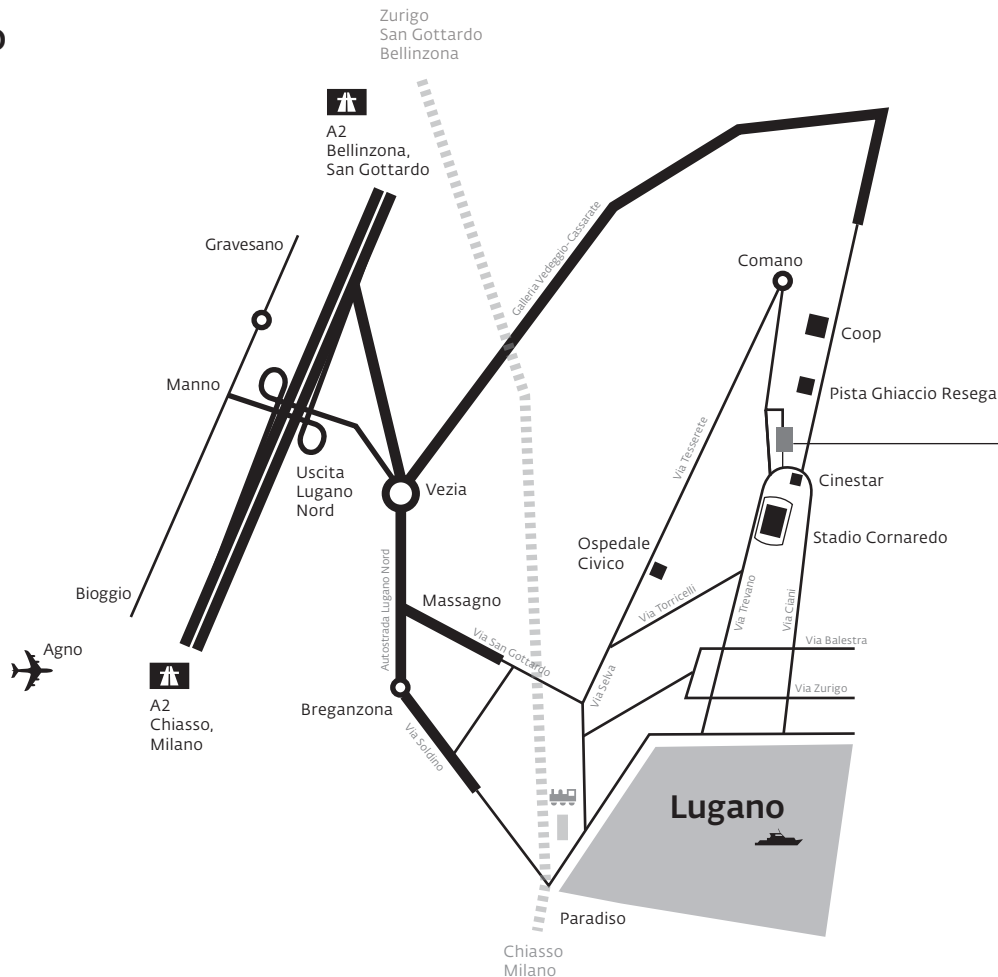 Zurigo
San Gottardo
Bellinzona
A2
Bellinzona,
San Gottardo
Gravesano
Galleria Vedeggio-Cassarate
Comano
Coop
Manno
Pista Ghiaccio Resega
Via Tesserete
Uscita
Lugano
Nord
Vezia
Cinestar
Stadio Cornaredo
Ospedale
Civico
Autostrada Lugano Nord
Bioggio
Massagno
Via Torricelli
Via Trevano
Via Ciani
Agno
Via San Gottardo
Via Selva
Via Balestra
Via Zurigo
A2
Chiasso,
Milano
Breganzona
Via Soldino
Lugano
Paradiso
Chiasso
Milano